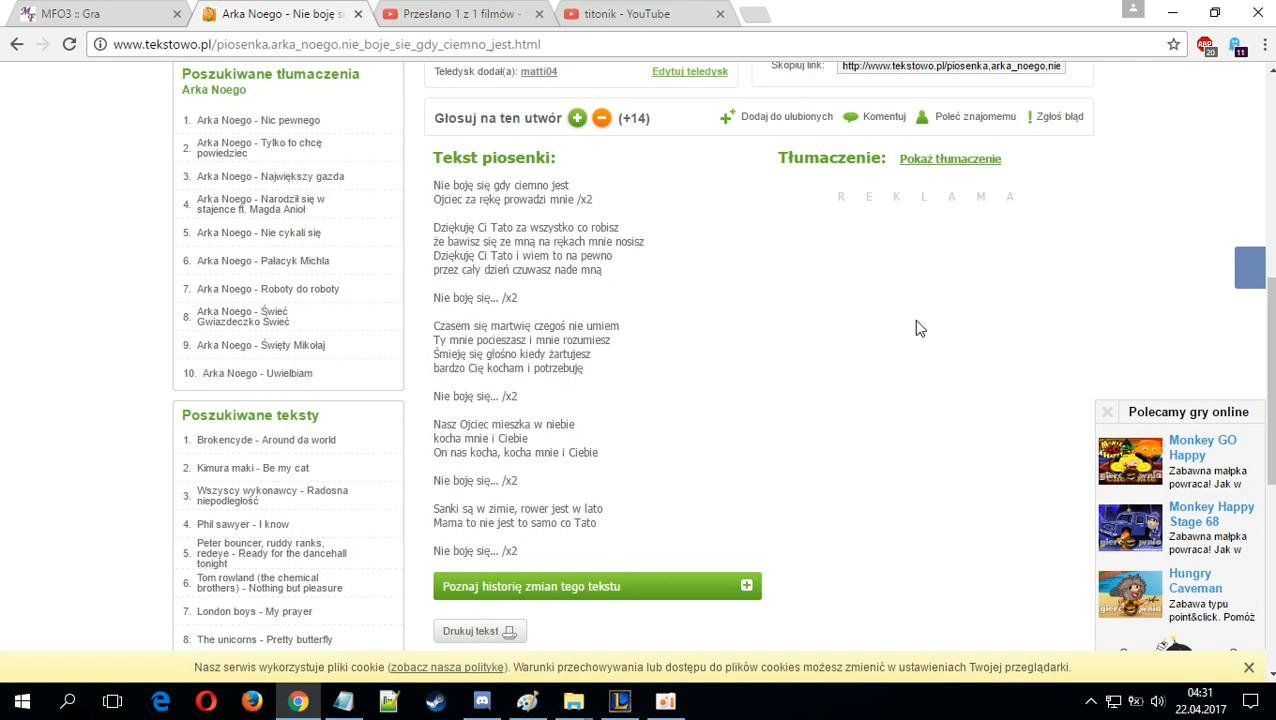 MFO3 :: Gra
Arka Noego - Nie boję si
Przesłano 1 z 1 filmów -
titonik - YouTube
www.tekstowo.pl/piosenka,arka_noego,nie_boje_sie_gdy_ciemno_jest.html
20
11
Poszukiwane tłumaczenia
Arka Noego
1. Arka Noego - Nic pewnego
2. Arka Noego - Tylko to chcę
powiedziec
3. Arka Noego - Największy gazda
4. Arka Noego - Narodził się w
stajence ft. Magda Anioł
5. Arka Noego - Nie cykali się
6. Arka Noego - Pałacyk Michla
7. Arka Noego - Roboty do roboty
8. Arka Noego - Świeć
Gwiazdeczko Świeć
9. Arka Noego - Święty Mikołaj
10. Arka Noego - Uwielbiam
Poszukiwane teksty
1. Brokencyde - Around da world
2. Kimura maki - Be my cat
3. Wszyscy wykonawcy - Radosna
niepodległość
4. Phil sawyer - I know
5. Peter bouncer, ruddy ranks,
redeye - Ready for the dancehall
tonight
6. Tom rowland (the chemical
brothers) - Nothing but pleasure
7. London boys - My prayer
8. The unicorns - Pretty butterfly
Teledysk dodał(a): matti04
Edytuj teledysk
Skopiuj link:
http://www.tekstowo.pl/piosenka,arka_noego,nie
Głosuj na ten utwór (+14)
Dodaj do ulubionych
Komentuj
Poleć znajomemu
Zgłoś błąd
Tekst piosenki:
Nie boję się gdy ciemno jest
Ojciec za rękę prowadzi mnie /x2
Dziękuję Ci Tato za wszystko co robisz
że bawisz się ze mną na rękach mnie nosisz
Dziękuję Ci Tato i wiem to na pewno
przez cały dzień czuwasz nade mną
Nie boję się... /x2
Czasem się martwię czegoś nie umiem
Ty mnie pocieszasz i mnie rozumiesz
Śmieję się głośno kiedy żartujesz
bardzo Cię kocham i potrzebuję
Nie boję się... /x2
Nasz Ojciec mieszka w niebie
kocha mnie i Ciebie
On nas kocha, kocha mnie i Ciebie
Nie boję się... /x2
Sanki są w zimie, rower jest w lato
Mama to nie jest to samo co Tato
Nie boję się... /x2
Poznaj historię zmian tego tekstu
Drukuj tekst
Tłumaczenie: Pokaż tłumaczenie
R E K L A M A
Polecamy gry online
Monkey GO
Happy
Zabawna małpka
powraca! Jak w
Monkey Happy
Stage 68
Zabawna małpka
powraca! Jak w
Hungry
Caveman
Zabawa typu
point&click. Pomóż
Nasz serwis wykorzystuje pliki cookie (zobacz nasza politykę). Warunki przechowywania lub dostępu do plików cookies możesz zmienić w ustawieniach Twojej przeglądarki.
04:31
22.04.2017